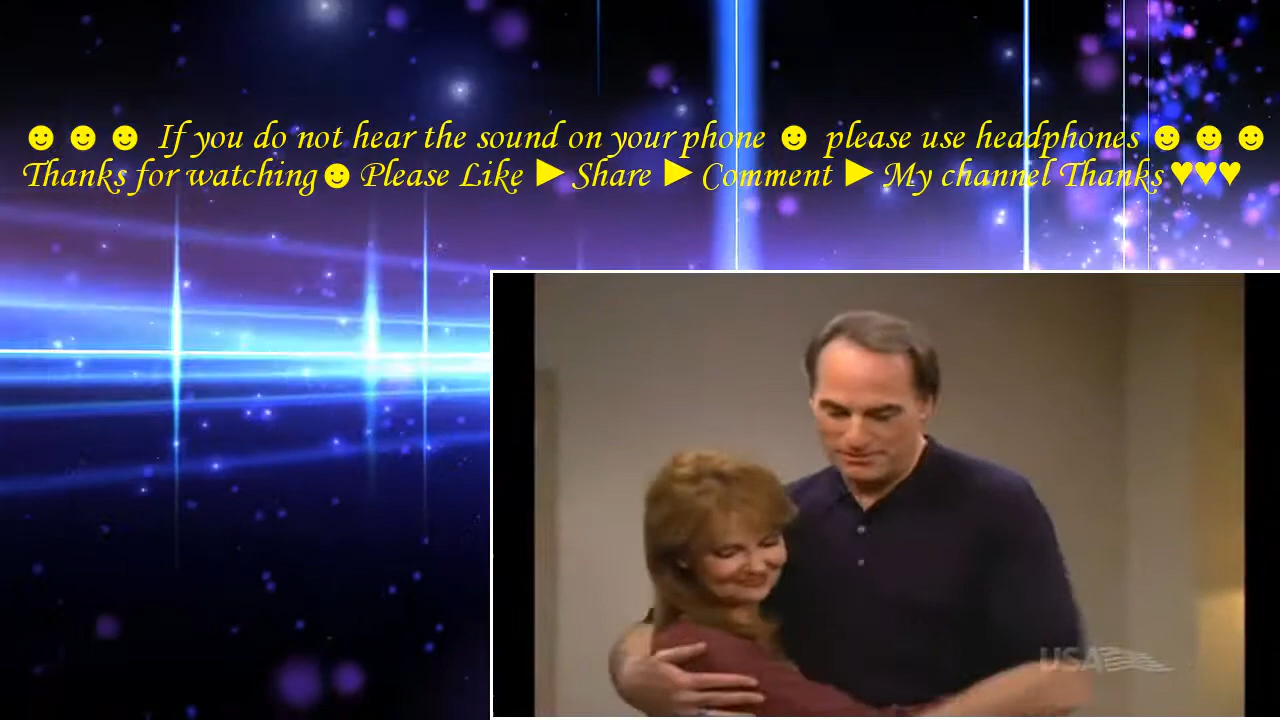 ☻☻☻ If you do not hear the sound on your phone ☻ please use headphones ☻☻☻
Thanks for watching☻Please Like ►Share ►Comment ►My channel Thanks ♥♥♥
USA